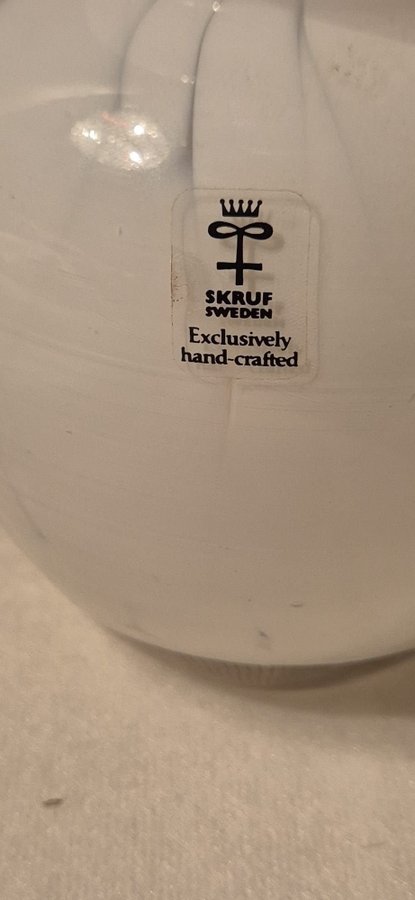 SKRUF
SWEDEN
Exclusively
hand-crafted